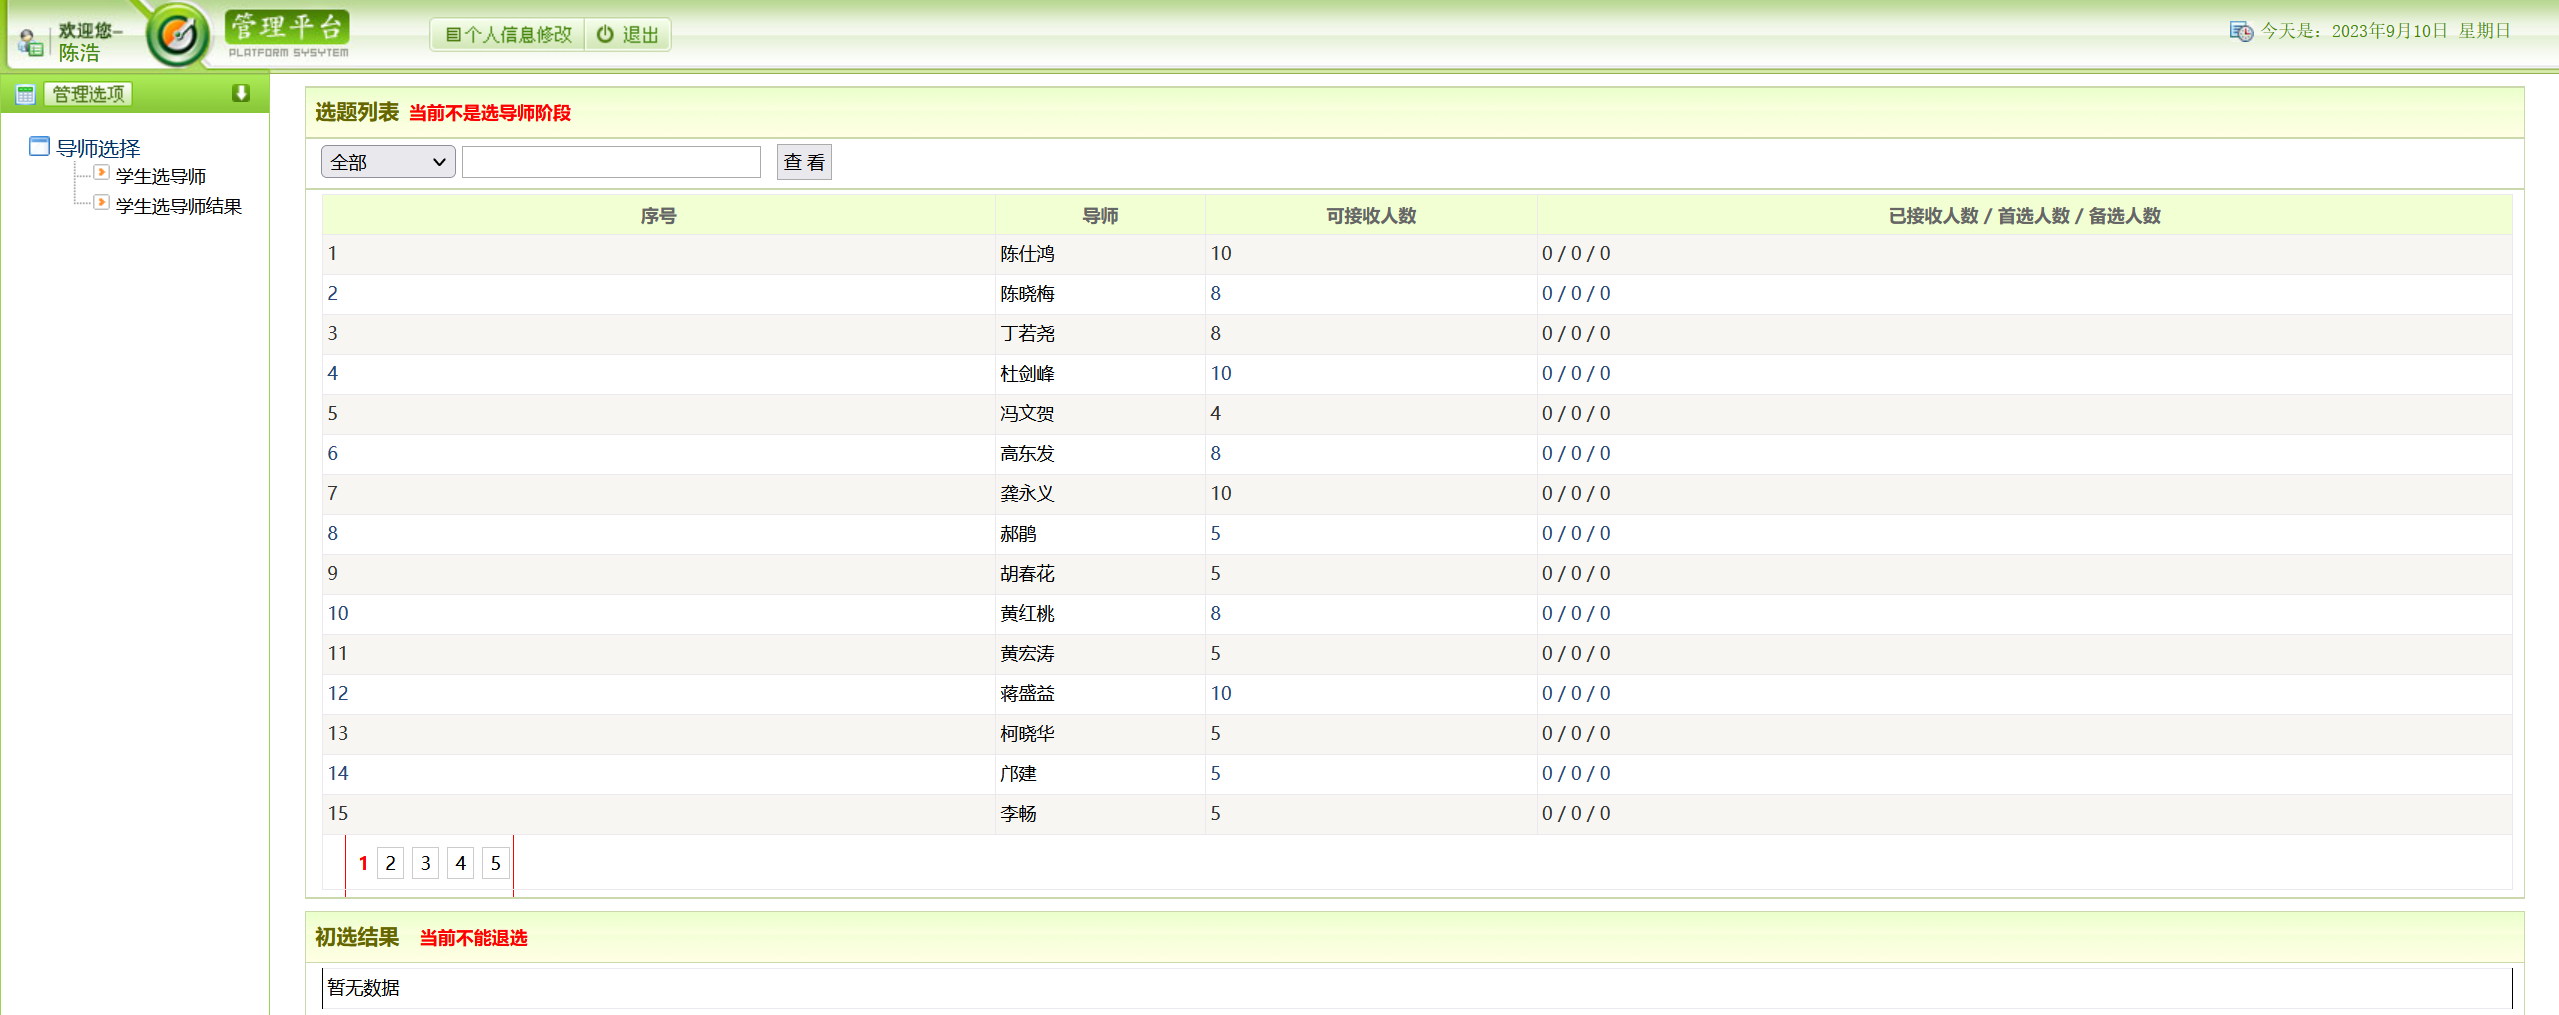 欢迎您–
陈浩
管理平台
PLATFORM SYSYTEM
个人信息修改 退出
今天是：2023年9月10日 星期日
管理选项
导师选择
学生选导师
学生选导师结果
选题列表 当前不是选导师阶段
全部 查 看
序号 导师 可接收人数 已接收人数 / 首选人数 / 备选人数
1 陈仕鸿 10 0 / 0 / 0
2 陈晓梅 8 0 / 0 / 0
3 丁若尧 8 0 / 0 / 0
4 杜剑峰 10 0 / 0 / 0
5 冯文贺 4 0 / 0 / 0
6 高东发 8 0 / 0 / 0
7 龚永义 10 0 / 0 / 0
8 郝鹃 5 0 / 0 / 0
9 胡春花 5 0 / 0 / 0
10 黄红桃 8 0 / 0 / 0
11 黄宏涛 5 0 / 0 / 0
12 蒋盛益 10 0 / 0 / 0
13 柯晓华 5 0 / 0 / 0
14 邝建 5 0 / 0 / 0
15 李畅 5 0 / 0 / 0
1 2 3 4 5
初选结果 当前不能退选
暂无数据